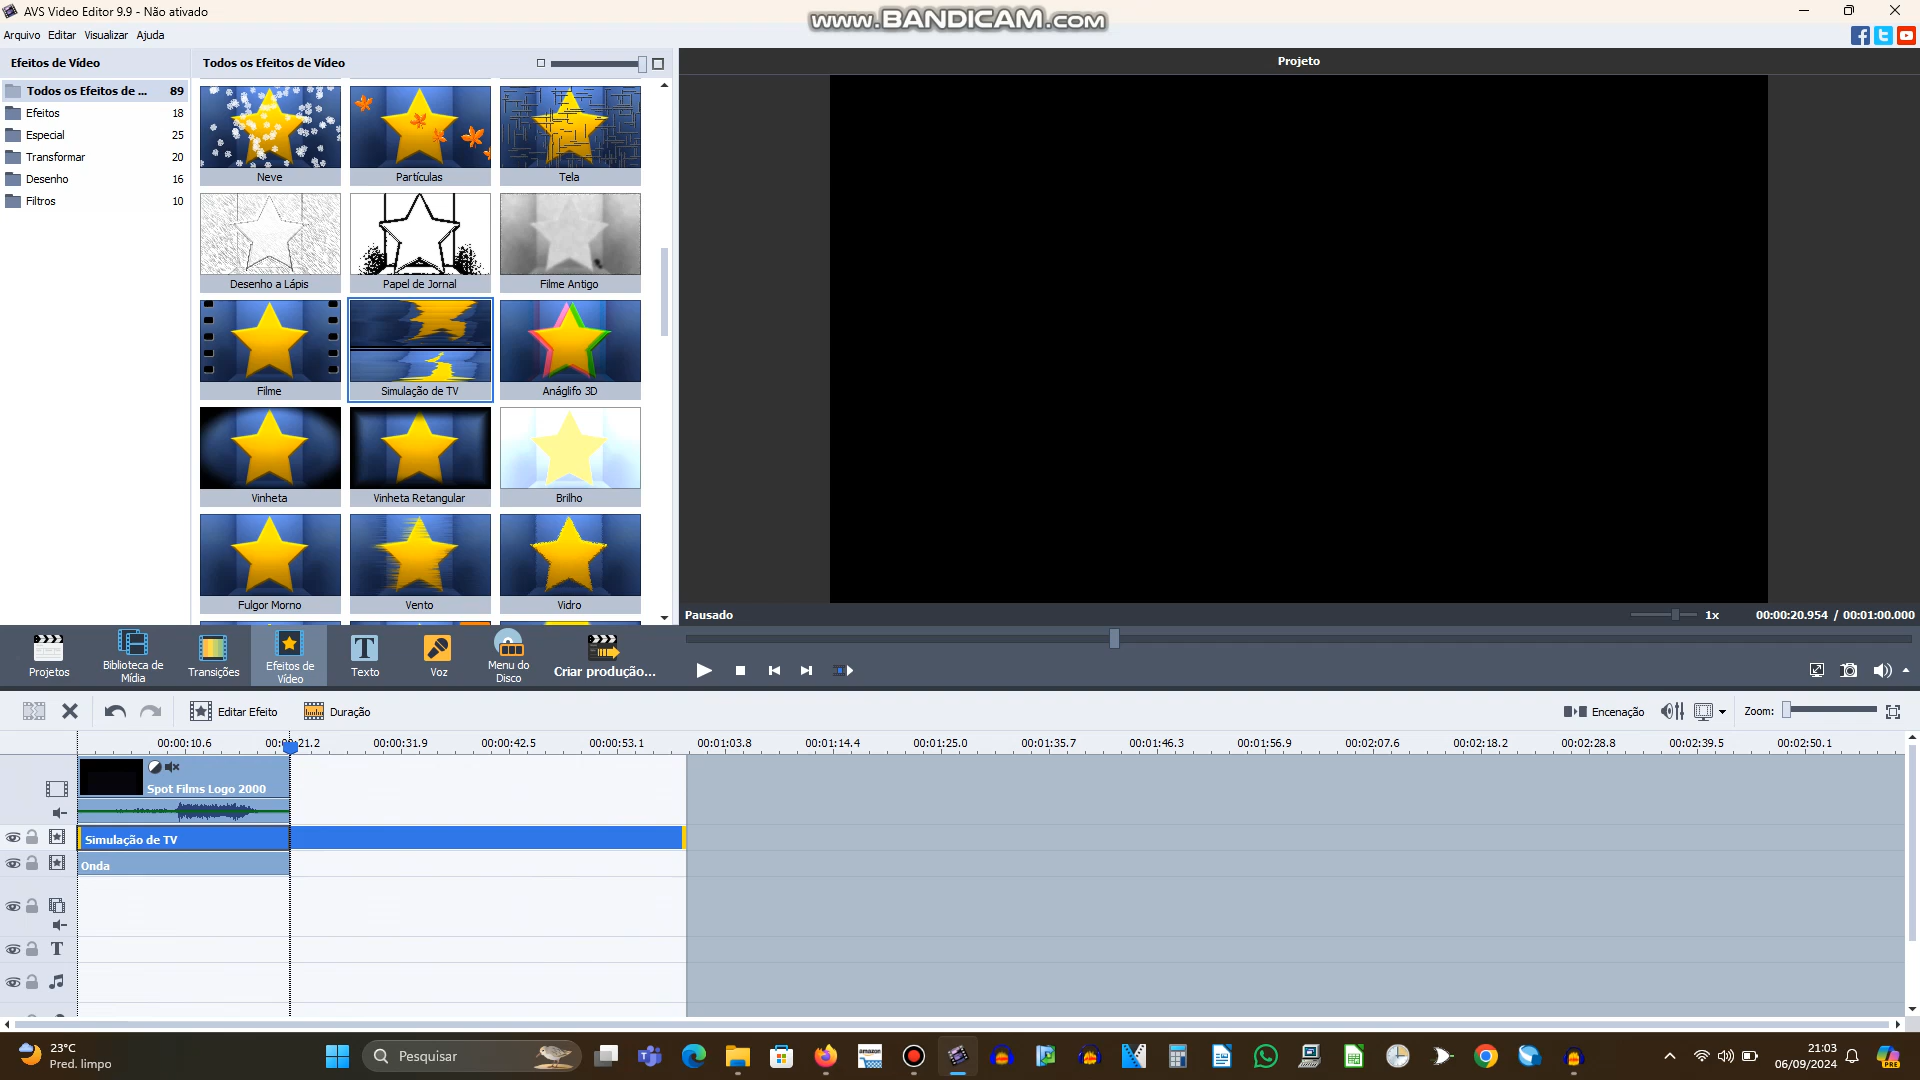 AVS Video Editor 9.9 - Não ativado
www.BANDICAM.com
Arquivo Editar Visualizar Ajuda
Efeitos de Vídeo
Todos os Efeitos de Vídeo
Projeto
Todos os Efeitos de ... 89
Efeitos 18
Especial 25
Transformar 20
Desenho 16
Filtros 10
Neve Partículas Tela
Desenho a Lápis Papel de Jornal Filme Antigo
Filme Simulação de TV Anáglifo 3D
Vinheta Vinheta Retangular Brilho
Fulgor Morno Vento Vidro
Pausado
1x
00:00:20.954 / 00:01:00.000
Projetos
Biblioteca de Mídia
Transições
Efeitos de Vídeo
Texto
Voz
Menu do Disco
Criar produção...
Editar Efeito
Duração
Encenação
Zoom:
00:00:10.6 00:00:21.2 00:00:31.9 00:00:42.5 00:00:53.1 00:01:03.8 00:01:14.4 00:01:25.0 00:01:35.7 00:01:46.3 00:01:56.9 00:02:07.6 00:02:18.2 00:02:28.8 00:02:39.5 00:02:50.1
Spot Films Logo 2000
Simulação de TV
Onda
T
23°C
Pred. limpo
Pesquisar
amazon
21:03
06/09/2024
PRE